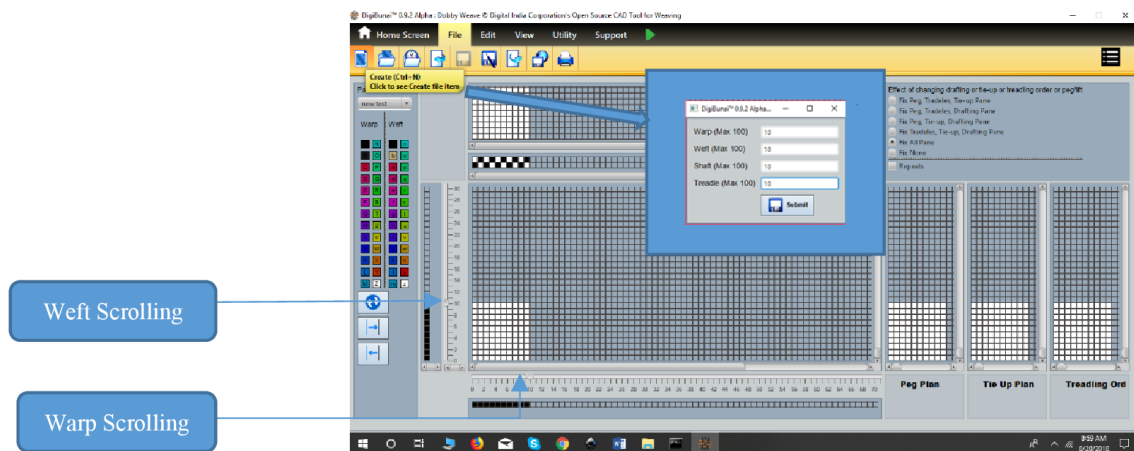 DigiBunai™ 0.9.2 Alpha : Dobby Weave © Digital India Corporation's Open Source CAD Tool for Weaving
Home Screen File Edit View Utility Support
Create (Ctrl+N)
Click to see Create file item
new test
Warp Weft
DigiBunai™ 0.9.2 Alpha...
Warp (Max 100) 10
Weft (Max 100) 10
Shaft (Max 100) 10
Treadle (Max 100) 10
Submit
Effect of changing drafting or tie-up or treadling order or peg/lift
Fix Peg, Tradeles, Tie-up Pane
Fix Peg, Tradeles, Drafting Pane
Fix Peg, Tie-up, Drafting Pane
Fix Tradeles, Tie-up, Drafting Pane
Fix All Pane
Fix None
Repeats
Weft Scrolling
Warp Scrolling
Peg Plan Tie Up Plan Treadling Ord
8:59 AM